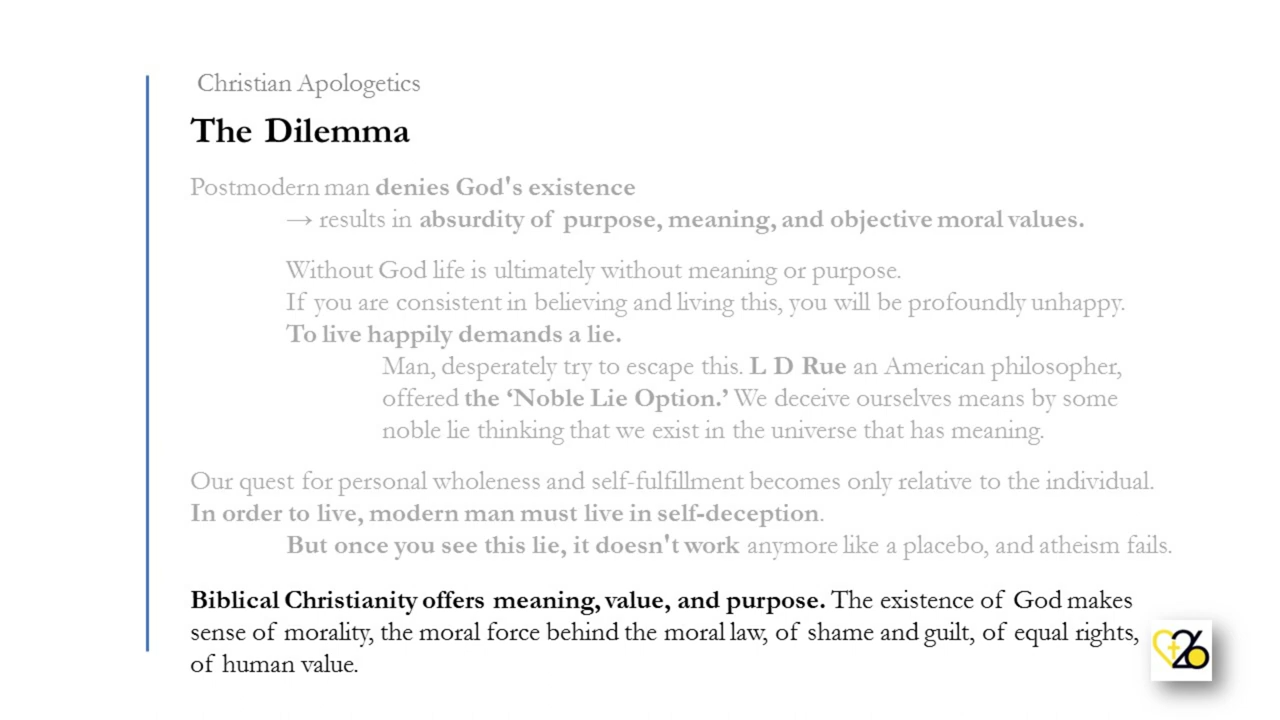 Christian Apologetics
The Dilemma
Postmodern man denies God's existence
→ results in absurdity of purpose, meaning, and objective moral values.
Without God life is ultimately without meaning or purpose.
If you are consistent in believing and living this, you will be profoundly unhappy.
To live happily demands a lie.
Man, desperately try to escape this. L D Rue an American philosopher,
offered the ‘Noble Lie Option.’ We deceive ourselves means by some
noble lie thinking that we exist in the universe that has meaning.
Our quest for personal wholeness and self-fulfillment becomes only relative to the individual.
In order to live, modern man must live in self-deception.
But once you see this lie, it doesn't work anymore like a placebo, and atheism fails.
Biblical Christianity offers meaning, value, and purpose. The existence of God makes
sense of morality, the moral force behind the moral law, of shame and guilt, of equal rights,
of human value.
26